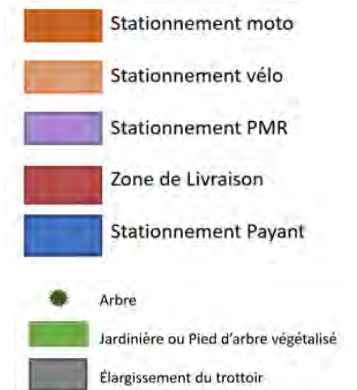 Stationnement moto
Stationnement vélo
Stationnement PMR
Zone de Livraison
Stationnement Payant
Arbre
Jardinière ou Pied d'arbre végétalisé
Élargissement du trottoir